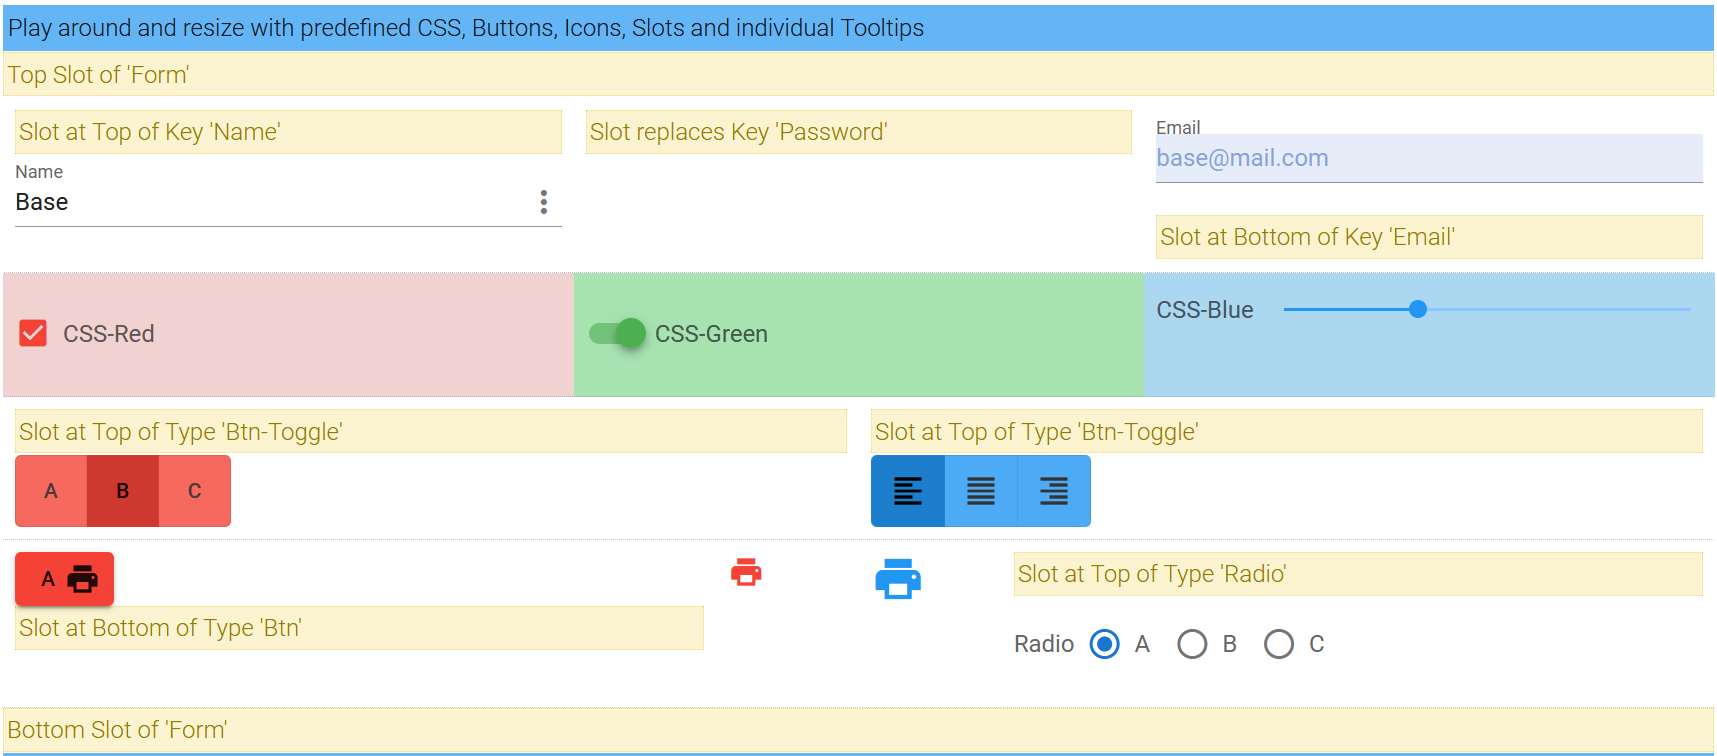 Play around and resize with predefined CSS, Buttons, Icons, Slots and individual Tooltips
Top Slot of 'Form'
Slot at Top of Key 'Name'
Name
Base
Slot replaces Key 'Password'
Email
base@mail.com
Slot at Bottom of Key 'Email'
CSS-Red
CSS-Green
CSS-Blue
Slot at Top of Type 'Btn-Toggle'
A B C
Slot at Top of Type 'Btn-Toggle'
A
Slot at Bottom of Type 'Btn'
Slot at Top of Type 'Radio'
Radio A B C
Bottom Slot of 'Form'